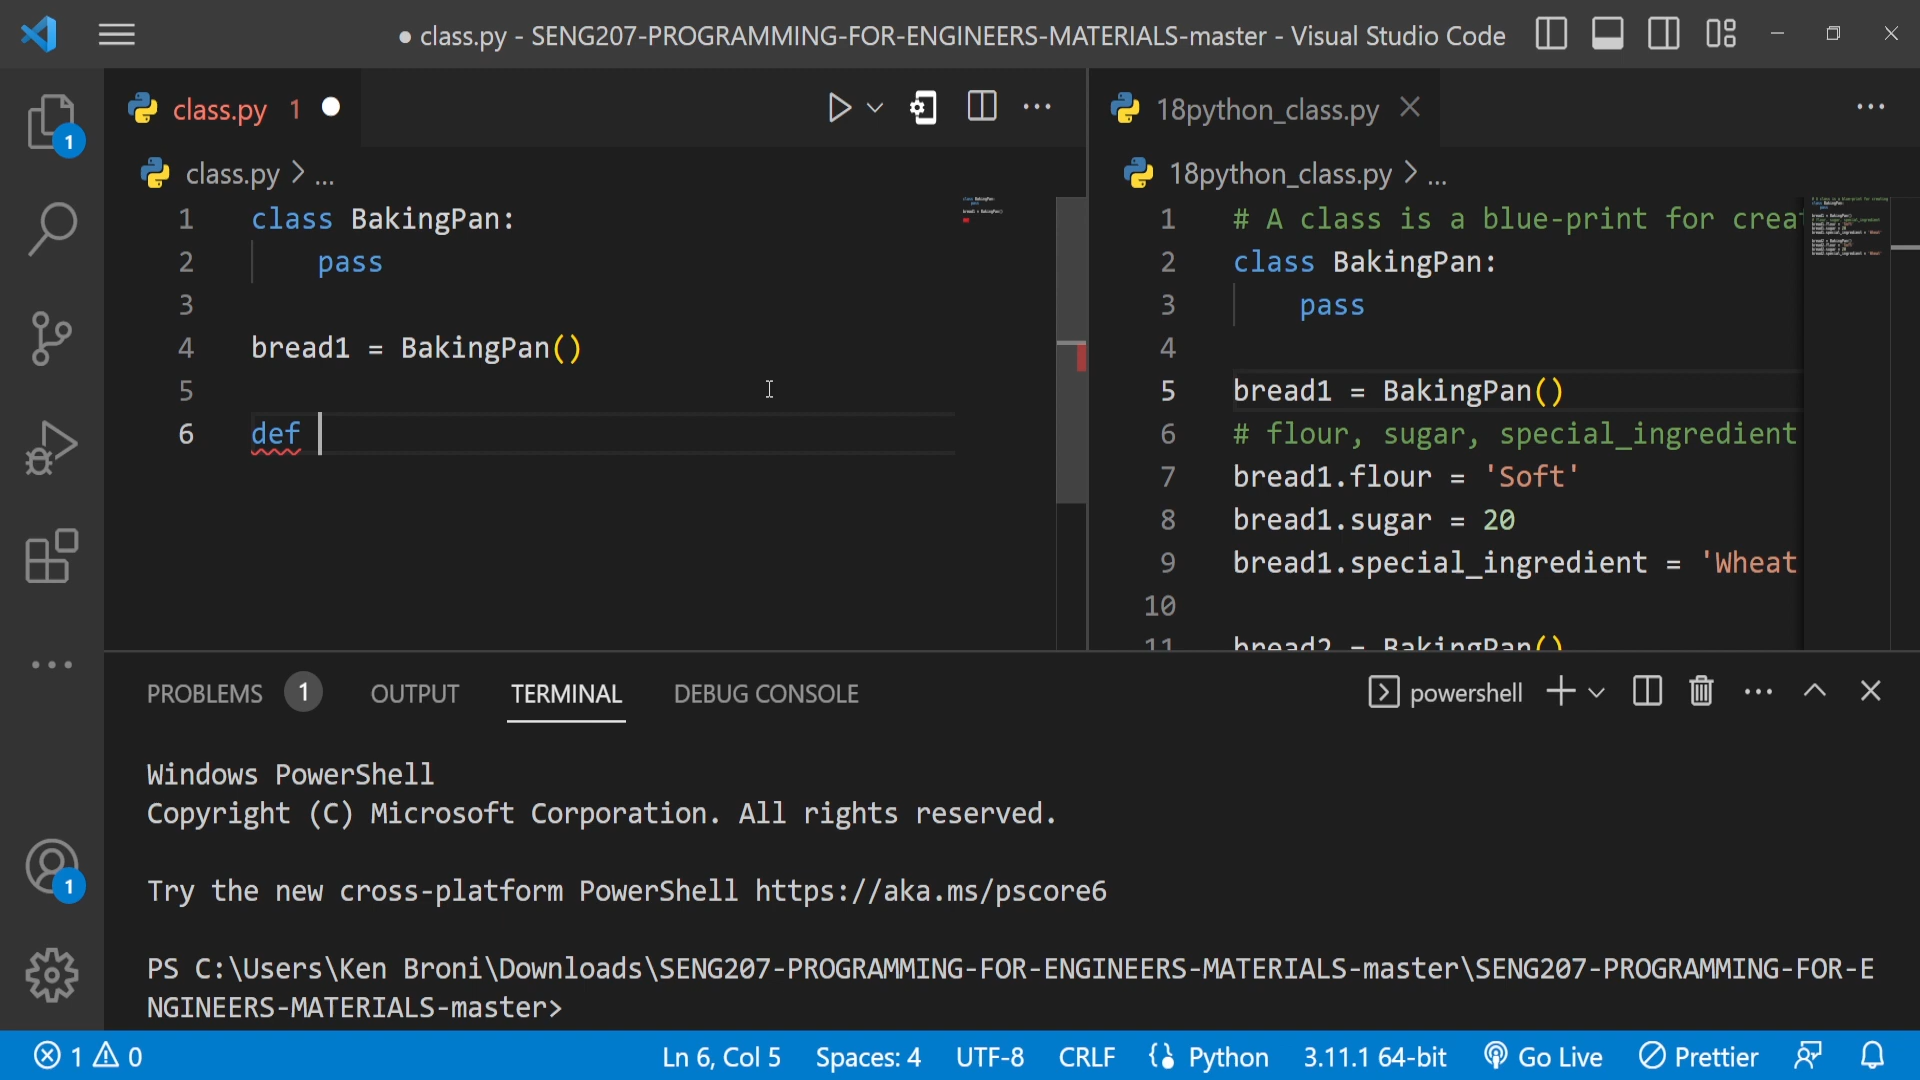 ● class.py - SENG207-PROGRAMMING-FOR-ENGINEERS-MATERIALS-master - Visual Studio Code
class.py 1
class.py > ...
1 class BakingPan:
2 pass
3
4 bread1 = BakingPan()
5
6 def
18python_class.py
18python_class.py > ...
1 # A class is a blue-print for creat
2 class BakingPan:
3 pass
4
5 bread1 = BakingPan()
6 # flour, sugar, special_ingredient
7 bread1.flour = 'Soft'
8 bread1.sugar = 20
9 bread1.special_ingredient = 'Wheat
10
11 bread2 = BakingPan()
1
PROBLEMS 1 OUTPUT TERMINAL DEBUG CONSOLE powershell
Windows PowerShell
Copyright (C) Microsoft Corporation. All rights reserved.
Try the new cross-platform PowerShell https://aka.ms/pscore6
PS C:\Users\Ken Broni\Downloads\SENG207-PROGRAMMING-FOR-ENGINEERS-MATERIALS-master\SENG207-PROGRAMMING-FOR-E
NGINEERS-MATERIALS-master>
1
1 0 Ln 6, Col 5 Spaces: 4 UTF-8 CRLF Python 3.11.1 64-bit Go Live Prettier